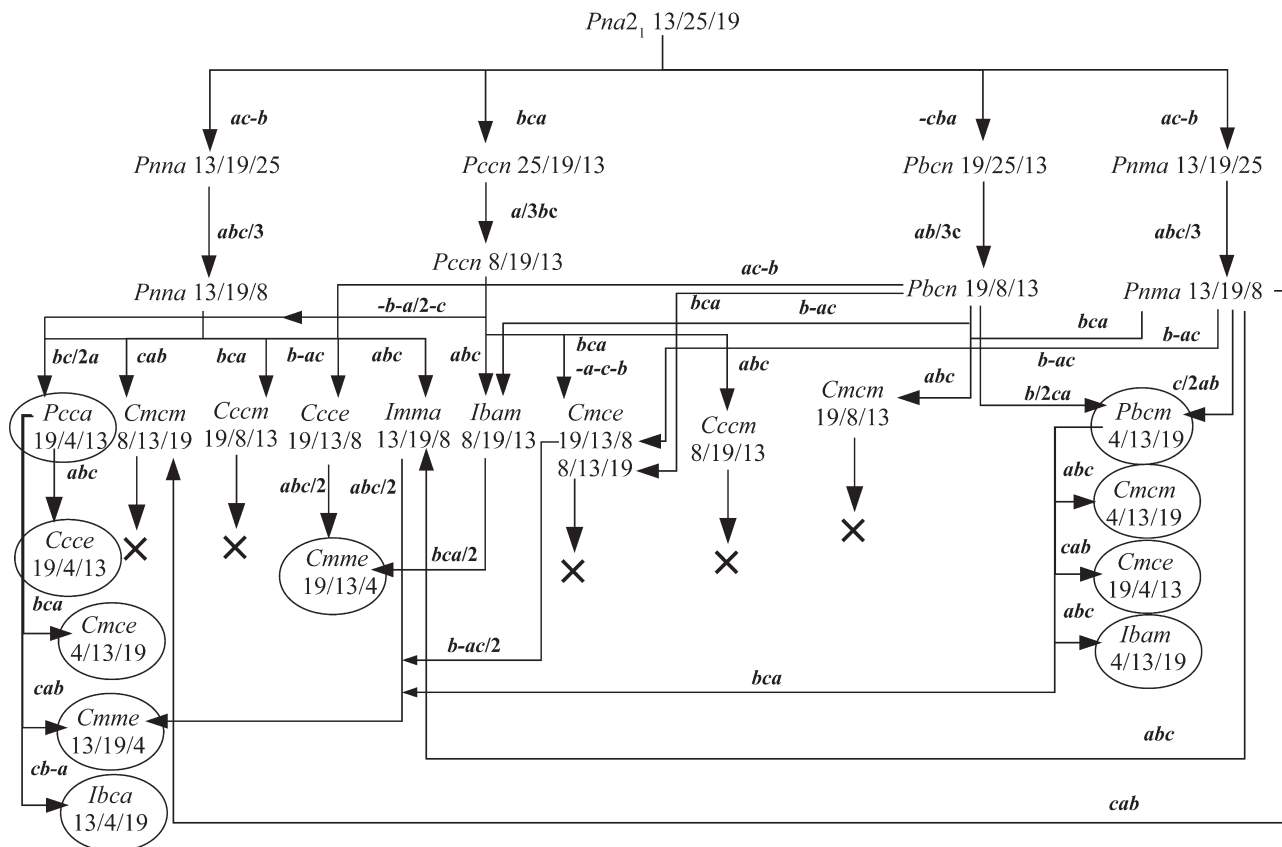 Pna2₁ 13/25/19
ac-b
bca
-cba
ac-b
Pnna 13/19/25
Pccn 25/19/13
Pbcn 19/25/13
Pnma 13/19/25
abc/3
a/3bc
ab/3c
abc/3
Pccn 8/19/13
ac-b
Pnna 13/19/8
Pbcn 19/8/13
Pnma 13/19/8
-b-a/2-c
bca
b-ac
bca
b-ac
bc/2a
cab
bca
b-ac
abc
abc
bca
-a-c-b
abc
abc
b-ac
b/2ca
c/2ab
Pcca
19/4/13
Cmcm
8/13/19
Cccm
19/8/13
Ccce
19/13/8
Imma
13/19/8
Ibam
8/19/13
Cmce
19/13/8
8/13/19
Cccm
8/19/13
Cmcm
19/8/13
Pbcm
4/13/19
abc
abc/2
abc/2
abc
Cmcm
4/13/19
Ccce
19/4/13
Cmme
19/13/4
bca/2
cab
Cmce
19/4/13
bca
Cmce
4/13/19
b-ac/2
abc
Ibam
4/13/19
bca
cab
Cmme
13/19/4
abc
cb-a
Ibca
13/4/19
cab